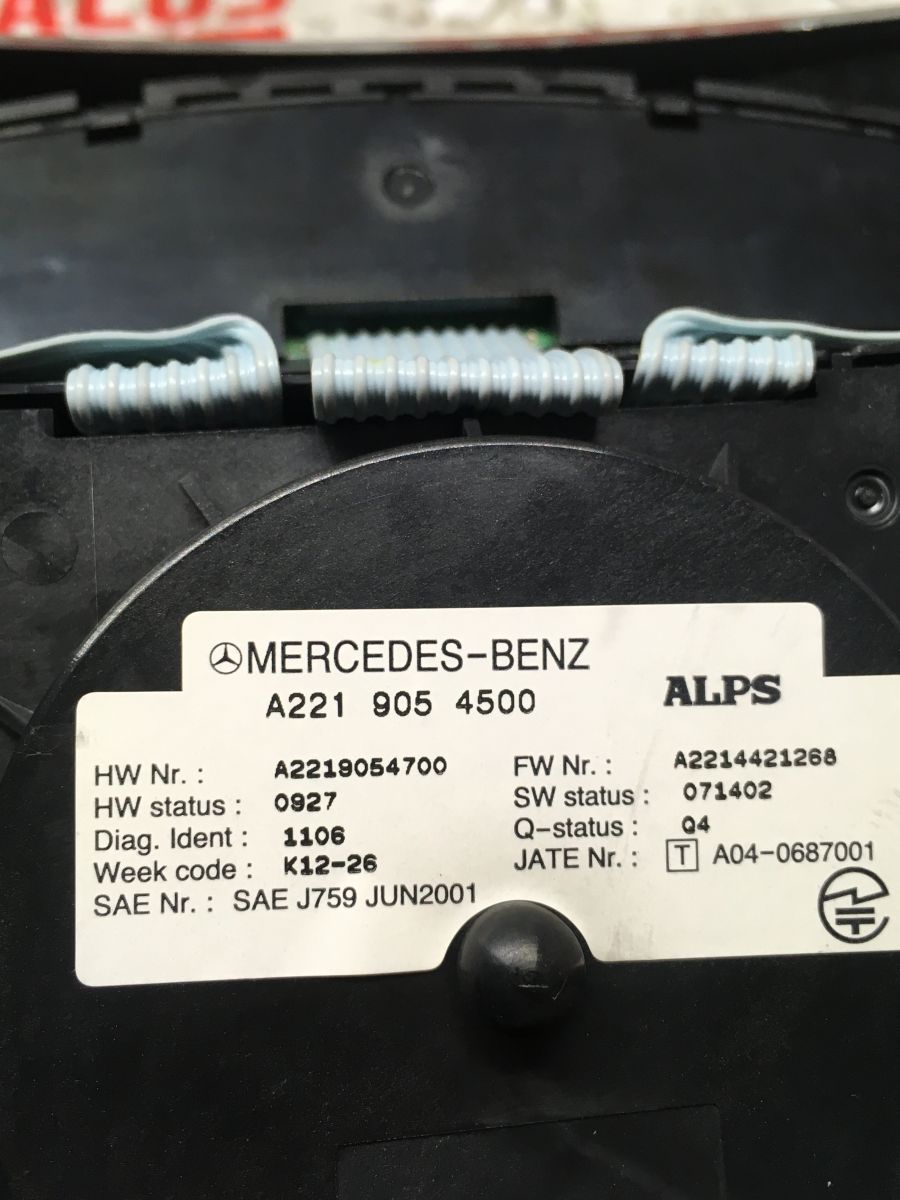 MERCEDES-BENZ
A221 905 4500
ALPS
HW Nr. : A2219054700
HW status : 0927
Diag. Ident : 1106
Week code : K12-26
SAE Nr. : SAE J759 JUN2001
FW Nr. : A2214421268
SW status : 071402
Q-status : Q4
JATE Nr. : T A04-0687001